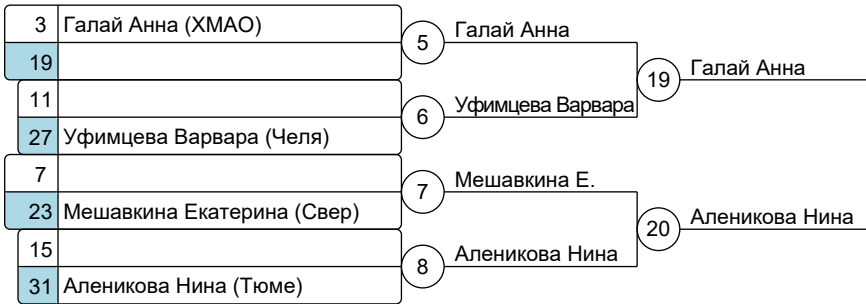 3 Галай Анна (ХМАО)
19
5
Галай Анна
19
Галай Анна
11
27 Уфимцева Варвара (Челя)
6
Уфимцева Варвара
7
23 Мешавкина Екатерина (Свер)
7
Мешавкина Е.
20
Аленикова Нина
15
31 Аленикова Нина (Тюме)
8
Аленикова Нина